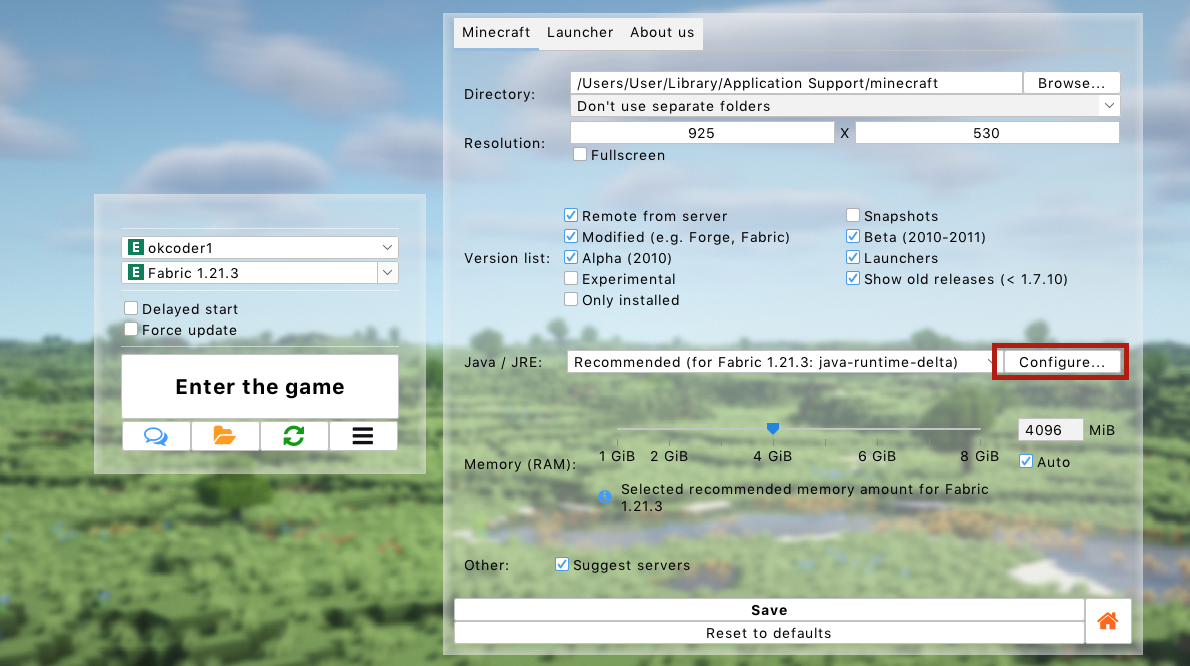 Minecraft Launcher About us
Directory: /Users/User/Library/Application Support/minecraft Browse...
Don't use separate folders
Resolution: 925 X 530
Fullscreen
Version list:
Remote from server
Snapshots
Modified (e.g. Forge, Fabric)
Beta (2010-2011)
Alpha (2010)
Launchers
Experimental
Show old releases (< 1.7.10)
Only installed
Java / JRE: Recommended (for Fabric 1.21.3: java-runtime-delta) Configure...
Memory (RAM):
1 GiB 2 GiB 4 GiB 6 GiB 8 GiB
4096 MiB
Auto
Selected recommended memory amount for Fabric
1.21.3
Other: Suggest servers
Save
Reset to defaults
E okcoder1
E Fabric 1.21.3
Delayed start
Force update
Enter the game